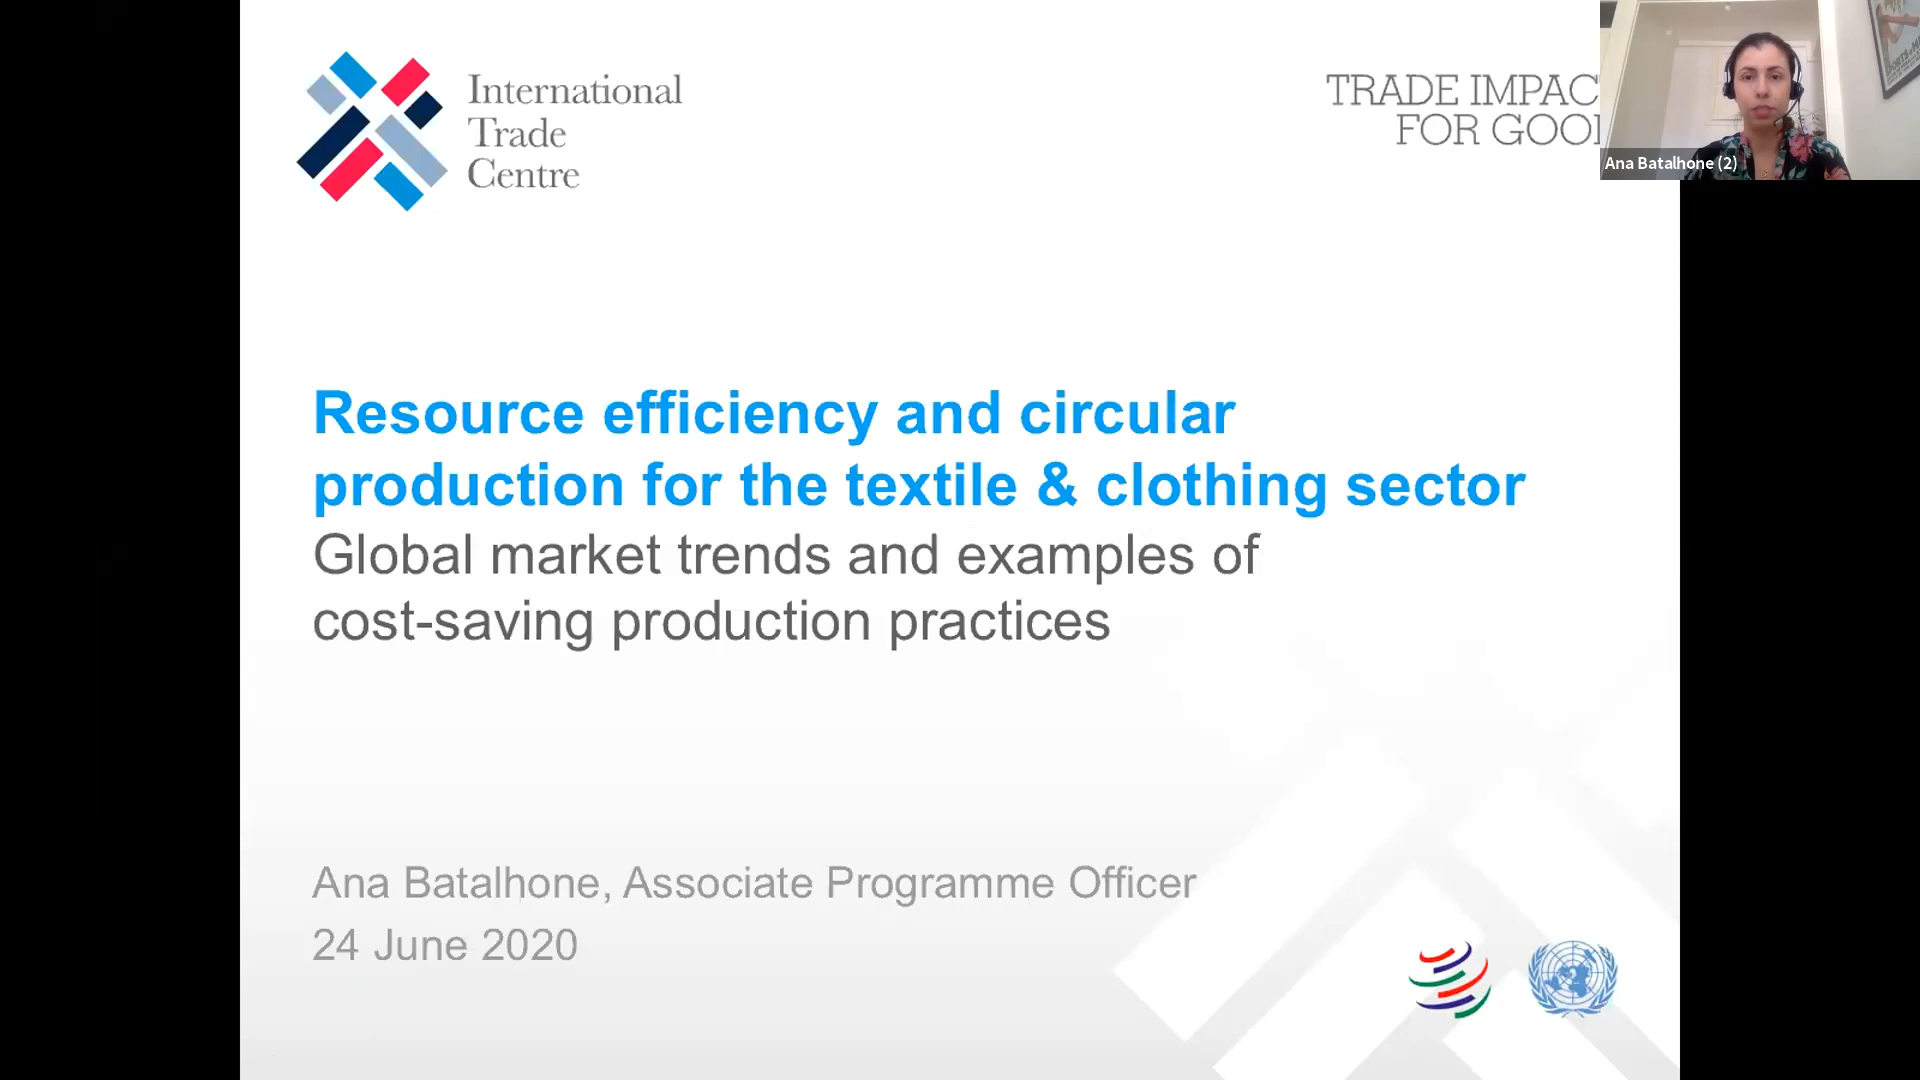 International
Trade
Centre
TRADE IMPAC
FOR GOO
Ana Batalhone (2)
Resource efficiency and circular
production for the textile & clothing sector
Global market trends and examples of
cost-saving production practices
Ana Batalhone, Associate Programme Officer
24 June 2020